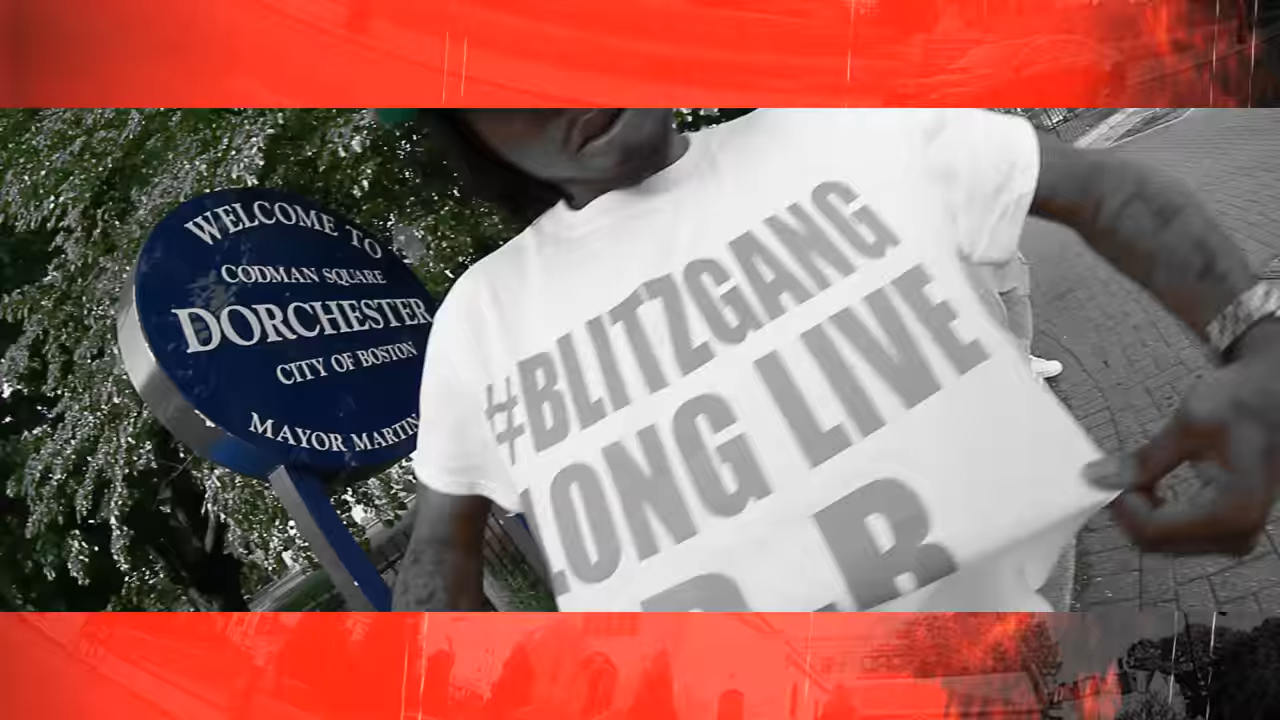 WELCOME TO
CODMAN SQUARE
DORCHESTER
CITY OF BOSTON
MAYOR MARTIN
#BLITZGANG
LONG LIVE